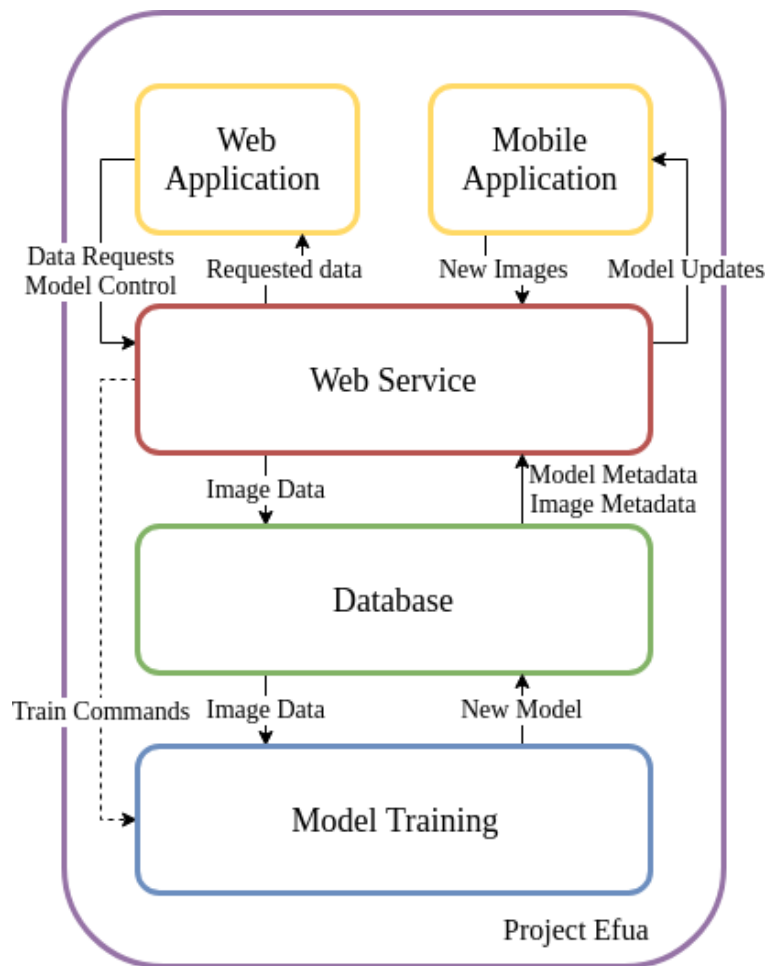 Web
Application
Mobile
Application
Data Requests
Model Control
Requested data
New Images
Model Updates
Web Service
Image Data
Model Metadata
Image Metadata
Database
Train Commands
Image Data
New Model
Model Training
Project Efua